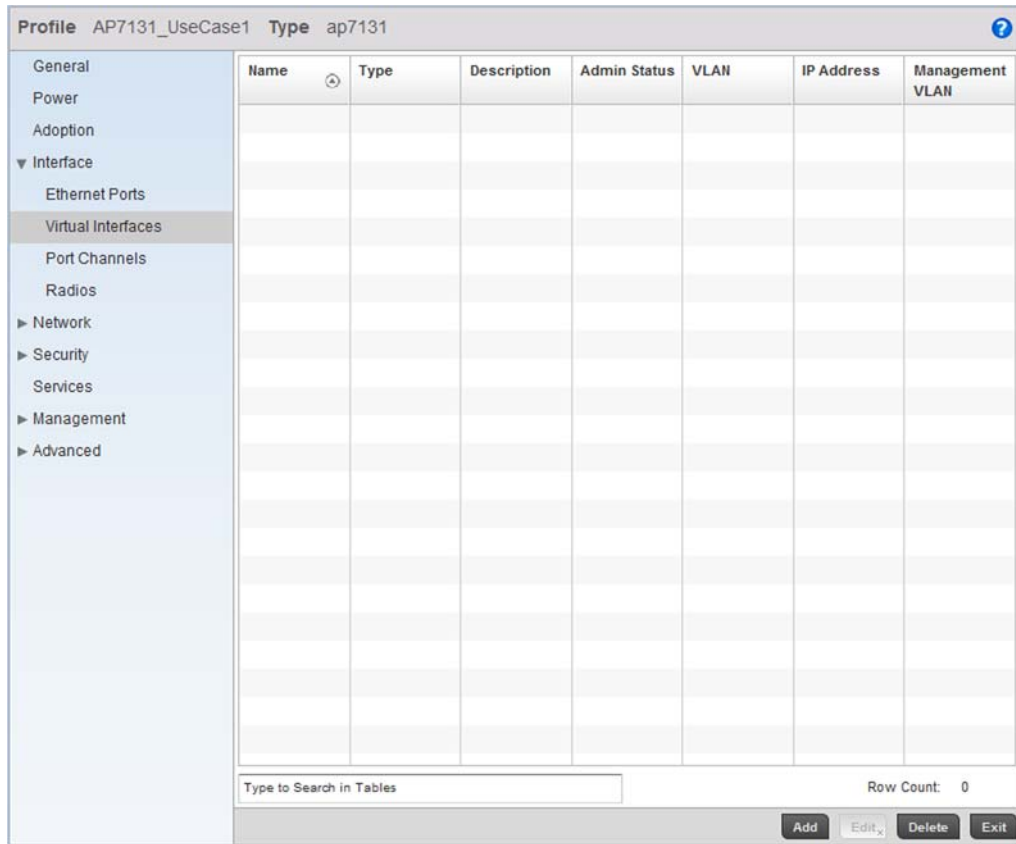 Profile AP7131_UseCase1 Type ap7131 ?
General
Power
Adoption
Interface
Ethernet Ports
Virtual Interfaces
Port Channels
Radios
Network
Security
Services
Management
Advanced
Name Type Description Admin Status VLAN IP Address Management
VLAN
Type to Search in Tables Row Count: 0
Add Edit Delete Exit